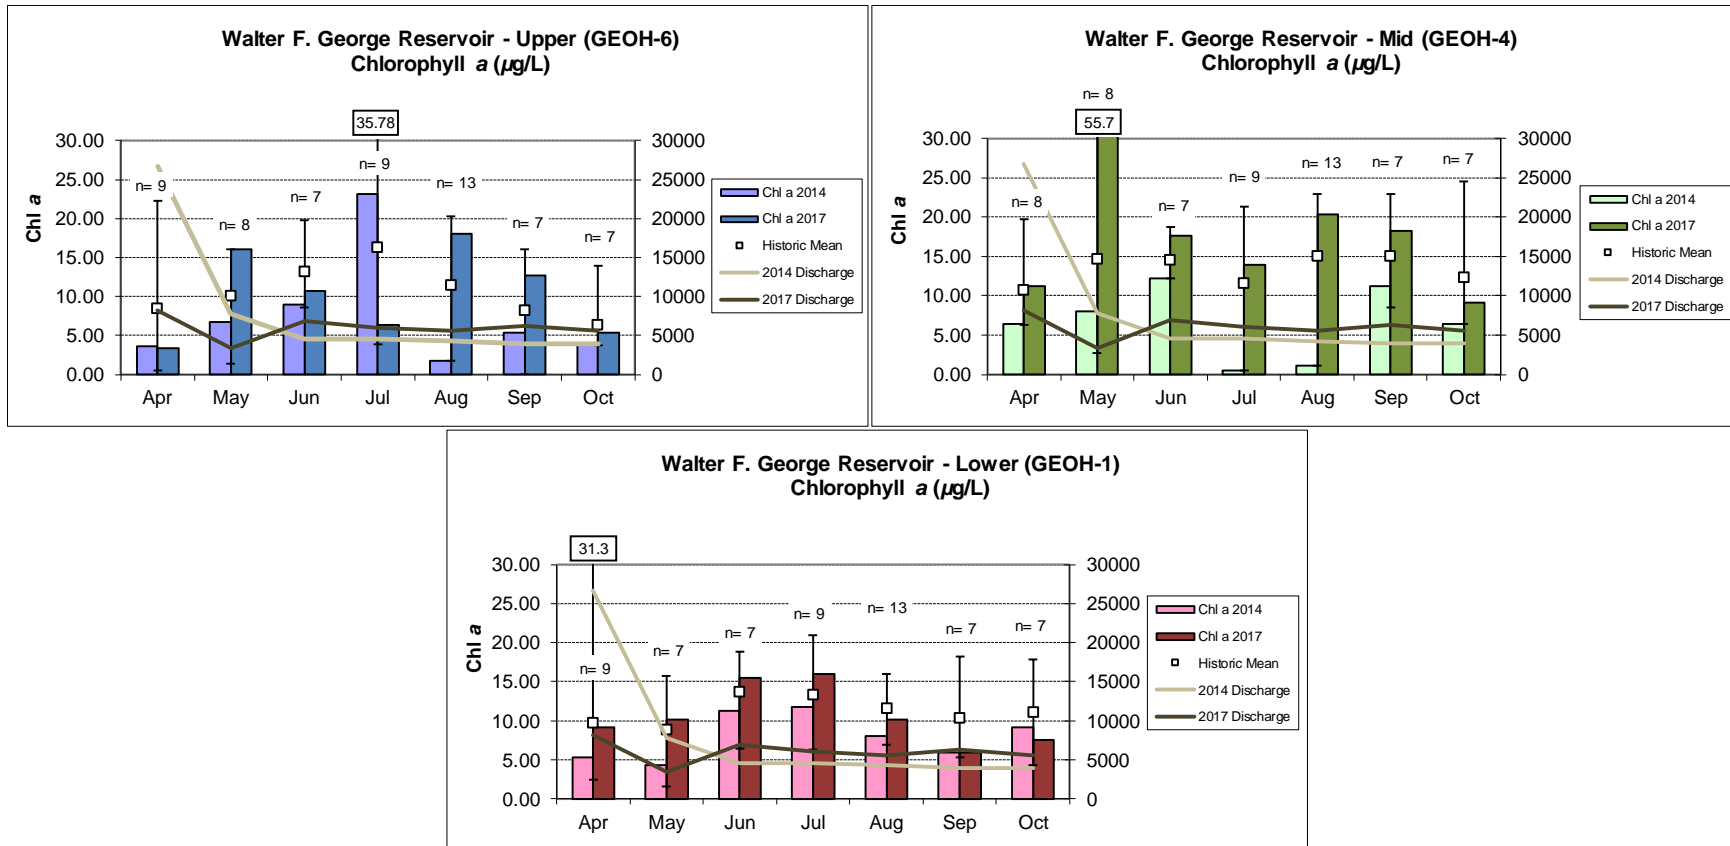 Walter F. George Reservoir - Upper (GEOH-6)
Chlorophyll a (µg/L)
35.78
Chl a
30.00
25.00
20.00
15.00
10.00
5.00
0.00
n= 9
n= 8
n= 7
n= 9
n= 13
n= 7
n= 7
30000
25000
20000
15000
10000
5000
0
Apr May Jun Jul Aug Sep Oct
Chl a 2014
Chl a 2017
Historic Mean
2014 Discharge
2017 Discharge
Walter F. George Reservoir - Mid (GEOH-4)
Chlorophyll a (µg/L)
n= 8
55.7
Chl a
30.00
25.00
20.00
15.00
10.00
5.00
0.00
n= 8
n= 7
n= 9
n= 13
n= 7
n= 7
30000
25000
20000
15000
10000
5000
0
Apr May Jun Jul Aug Sep Oct
Chl a 2014
Chl a 2017
Historic Mean
2014 Discharge
2017 Discharge
Walter F. George Reservoir - Lower (GEOH-1)
Chlorophyll a (µg/L)
31.3
Chl a
30.00
25.00
20.00
15.00
10.00
5.00
0.00
n= 9
n= 7
n= 7
n= 9
n= 13
n= 7
n= 7
30000
25000
20000
15000
10000
5000
0
Apr May Jun Jul Aug Sep Oct
Chl a 2014
Chl a 2017
Historic Mean
2014 Discharge
2017 Discharge